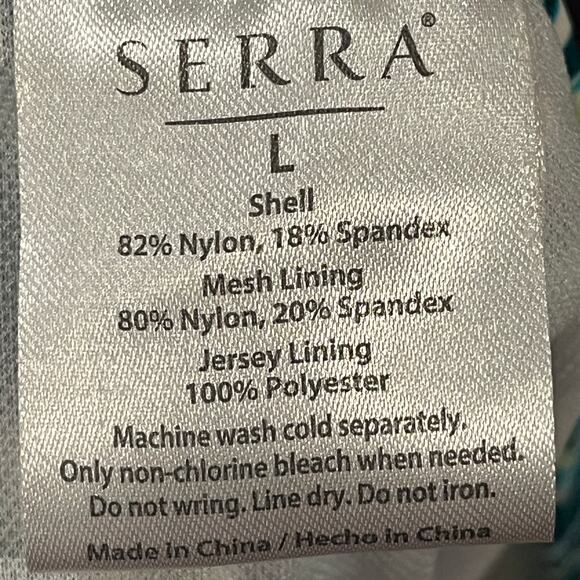 SERRA®
L
Shell
82% Nylon, 18% Spandex
Mesh Lining
80% Nylon, 20% Spandex
Jersey Lining
100% Polyester
Machine wash cold separately.
Only non-chlorine bleach when needed.
Do not wring. Line dry. Do not iron.
Made in China / Hecho in China